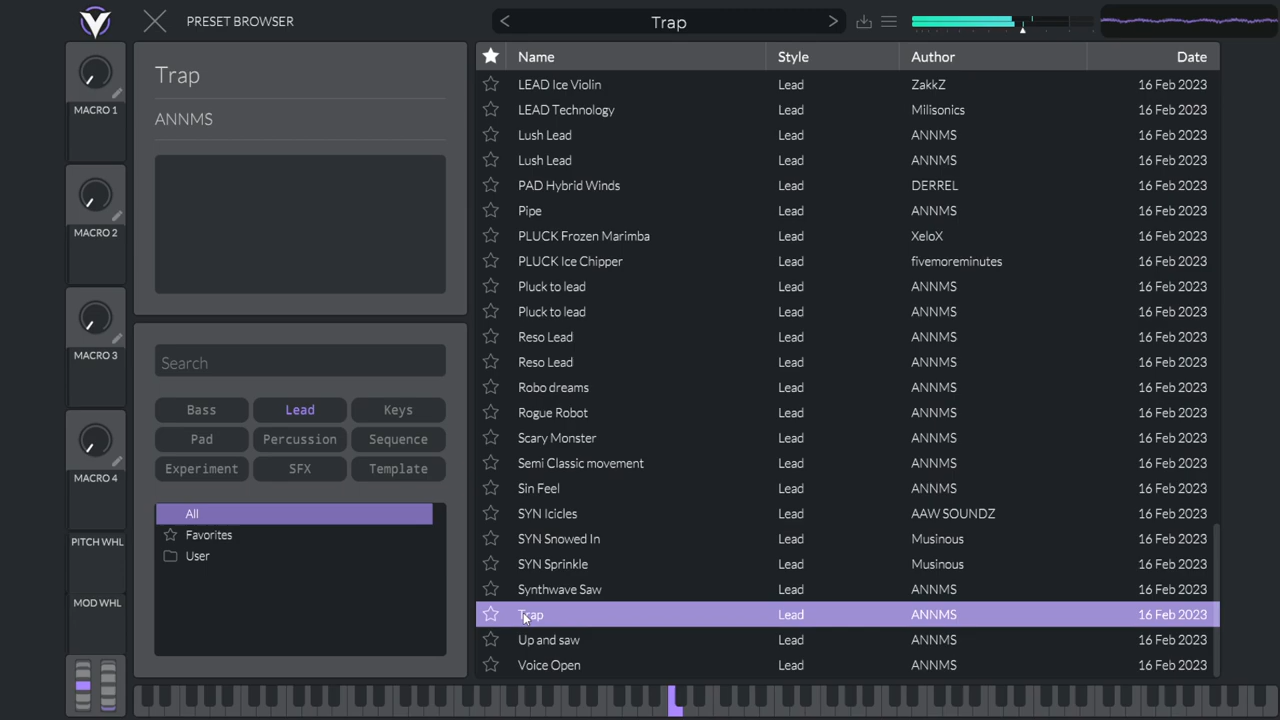 PRESET BROWSER
< Trap >
MACRO 1
MACRO 2
MACRO 3
MACRO 4
PITCH WHL
MOD WHL
Trap
ANNMS
Search
Bass Lead Keys
Pad Percussion Sequence
Experiment SFX Template
All
Favorites
User
Name Style Author Date
LEAD Ice Violin Lead ZakkZ 16 Feb 2023
LEAD Technology Lead Milisonics 16 Feb 2023
Lush Lead Lead ANNMS 16 Feb 2023
Lush Lead Lead ANNMS 16 Feb 2023
PAD Hybrid Winds Lead DERREL 16 Feb 2023
Pipe Lead ANNMS 16 Feb 2023
PLUCK Frozen Marimba Lead XeloX 16 Feb 2023
PLUCK Ice Chipper Lead fivemoreminutes 16 Feb 2023
Pluck to lead Lead ANNMS 16 Feb 2023
Pluck to lead Lead ANNMS 16 Feb 2023
Reso Lead Lead ANNMS 16 Feb 2023
Reso Lead Lead ANNMS 16 Feb 2023
Robo dreams Lead ANNMS 16 Feb 2023
Rogue Robot Lead ANNMS 16 Feb 2023
Scary Monster Lead ANNMS 16 Feb 2023
Semi Classic movement Lead ANNMS 16 Feb 2023
Sin Feel Lead ANNMS 16 Feb 2023
SYN Icicles Lead AAW SOUNDZ 16 Feb 2023
SYN Snowed In Lead Musinous 16 Feb 2023
SYN Sprinkle Lead Musinous 16 Feb 2023
Synthwave Saw Lead ANNMS 16 Feb 2023
Trap Lead ANNMS 16 Feb 2023
Up and saw Lead ANNMS 16 Feb 2023
Voice Open Lead ANNMS 16 Feb 2023